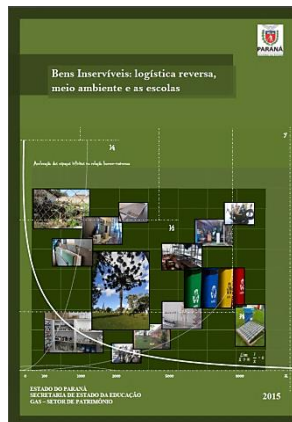 PARANÁ
Bens Inservíveis: logística reversa,
meio ambiente e as escolas
ESTADO DO PARANÁ
SECRETARIA DE ESTADO DA EDUCAÇÃO
GAS – SETOR DE PATRIMÔNIO
2015